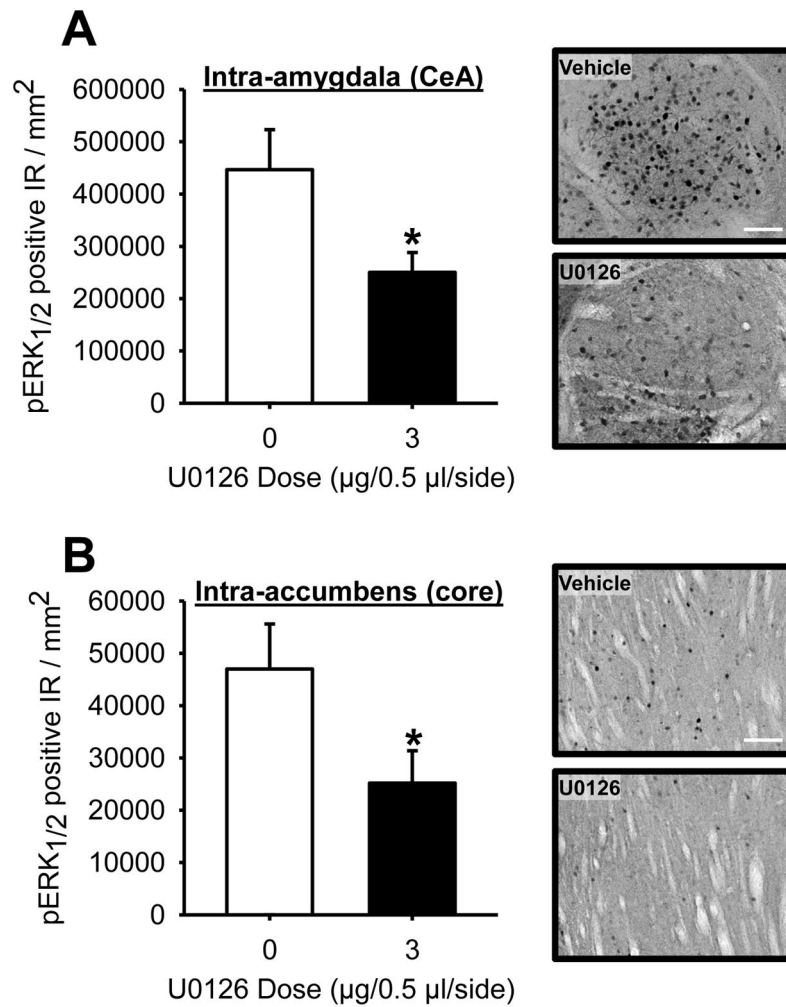 A
Intra-amygdala (CeA)
pERK1/2 positive IR / mm2
600000
500000
400000
300000
200000
100000
0
*
0 3
U0126 Dose (µg/0.5 µl/side)
Vehicle
U0126
B
Intra-accumbens (core)
pERK1/2 positive IR / mm2
60000
50000
40000
30000
20000
10000
0
*
0 3
U0126 Dose (µg/0.5 µl/side)
Vehicle
U0126